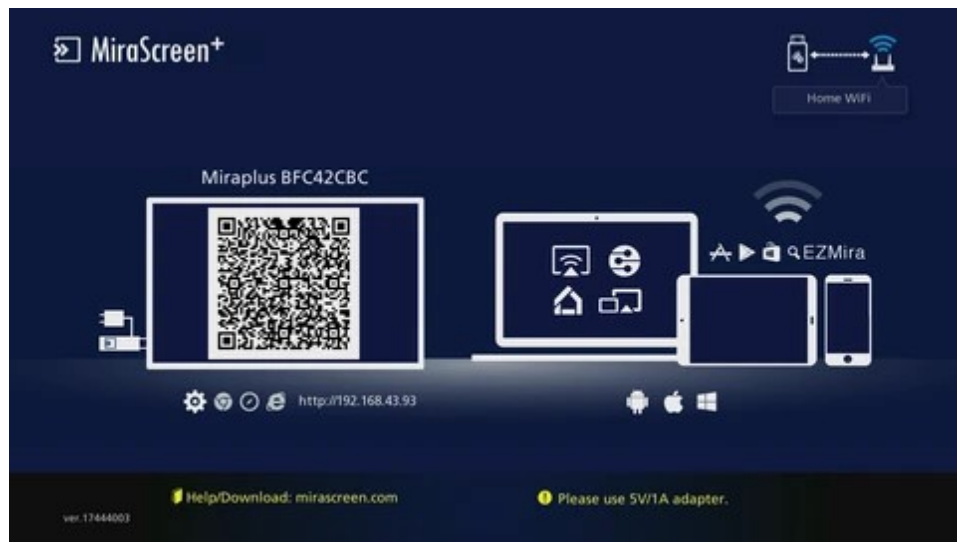 MiraScreen+
Home WiFi
Miraplus BFC42CBC
EZMira
http://192.168.43.93
Help/Download: mirascreen.com
Please use 5V/1A adapter.
ver.17444003